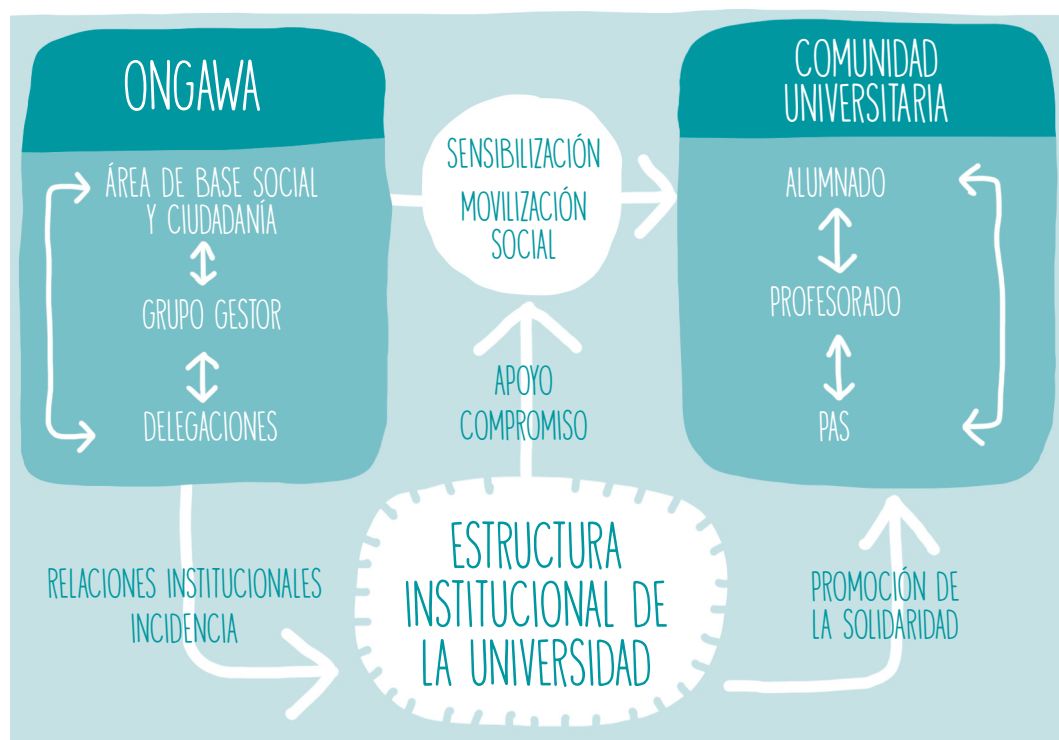 ONGAWA
ÁREA DE BASE SOCIAL
Y CIUDADANÍA
GRUPO GESTOR
DELEGACIONES
SENSIBILIZACIÓN
MOVILIZACIÓN
SOCIAL
COMUNIDAD
UNIVERSITARIA
ALUMNADO
PROFESORADO
PAS
APOYO
COMPROMISO
RELACIONES INSTITUCIONALES
INCIDENCIA
ESTRUCTURA
INSTITUCIONAL DE
LA UNIVERSIDAD
PROMOCIÓN DE
LA SOLIDARIDAD